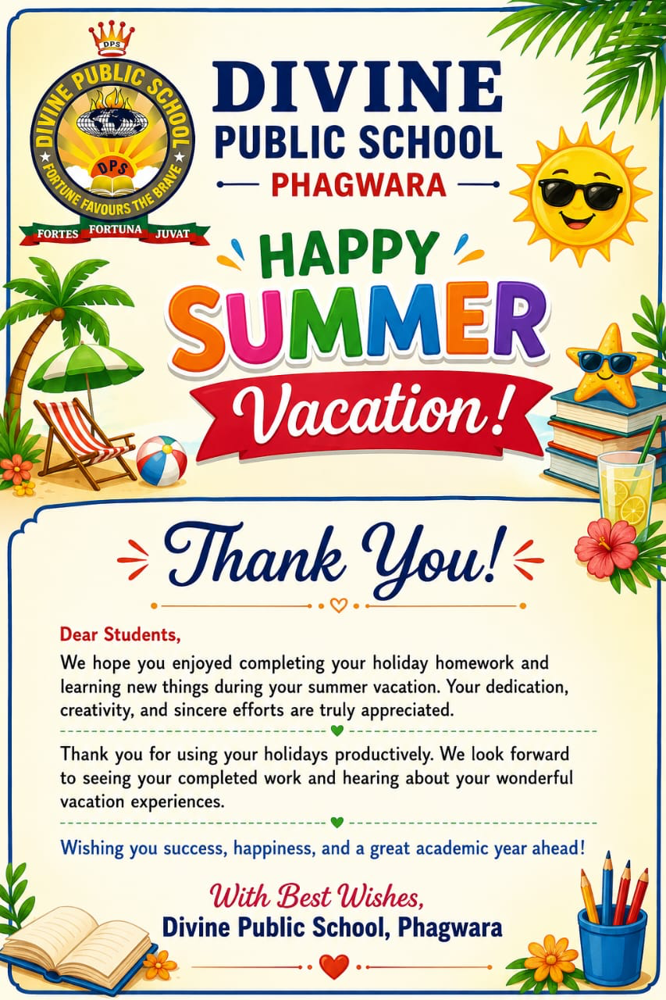 DPS
DIVINE PUBLIC SCHOOL
DPS
FORTUNE FAVOURS THE BRAVE
FORTES FORTUNA JUVAT
DIVINE
PUBLIC SCHOOL
PHAGWARA
HAPPY
SUMMER
Vacation!
Thank You!
Dear Students,
We hope you enjoyed completing your holiday homework and
learning new things during your summer vacation. Your dedication,
creativity, and sincere efforts are truly appreciated.
Thank you for using your holidays productively. We look forward
to seeing your completed work and hearing about your wonderful
vacation experiences.
Wishing you success, happiness, and a great academic year ahead!
With Best Wishes,
Divine Public School, Phagwara